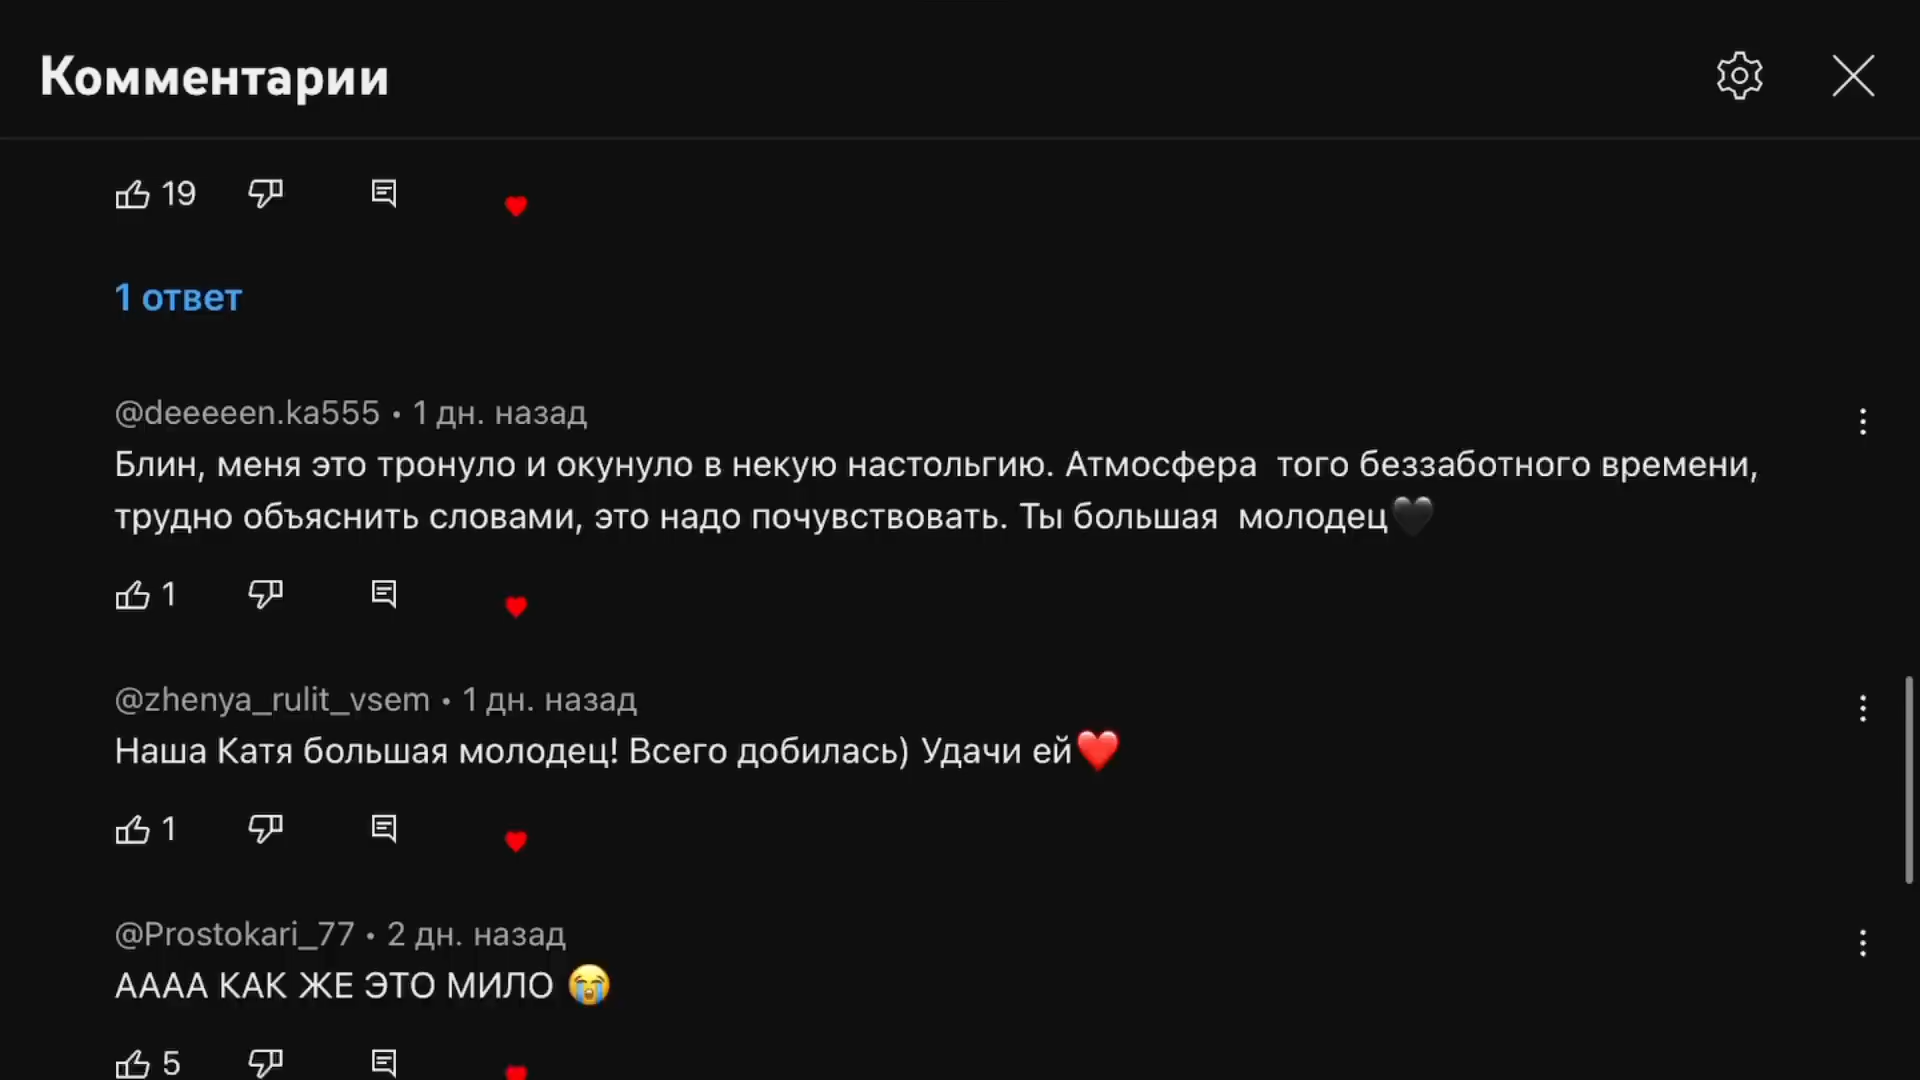 Комментарии
19
1 ответ
@deeeeen.ka555 • 1 дн. назад
Блин, меня это тронуло и окунуло в некую настольгию. Атмосфера того беззаботного времени,
трудно объяснить словами, это надо почувствовать. Ты большая молодец🖤
1
@zhenya_rulit_vsem • 1 дн. назад
Наша Катя большая молодец! Всего добилась) Удачи ей❤️
1
@Prostokari_77 • 2 дн. назад
АААА КАК ЖЕ ЭТО МИЛО 😭
5